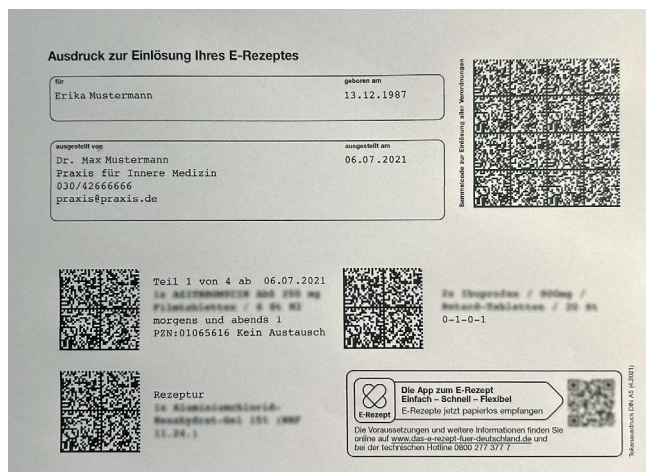 Ausdruck zur Einlösung Ihres E-Rezeptes
für
geboren am
Erika Mustermann
13.12.1987
ausgestellt von
ausgestellt am
Dr. Max Mustermann
06.07.2021
Praxis für Innere Medizin
030/42666666
praxis@praxis.de
Sammelcode zur Einlösung aller Verordnungen
Teil 1 von 4 ab 06.07.2021
morgens und abends 1
PZN:01065616 Kein Austausch
0-1-0-1
Rezeptur
E-Rezept
Die App zum E-Rezept
Einfach – Schnell – Flexibel
E-Rezepte jetzt papierlos empfangen
Die Voraussetzungen und weitere Informationen finden Sie
online auf www.das-e-rezept-fuer-deutschland.de und
bei der technischen Hotline 0800 277 377 7
Tokenausdruck DIN A5 (4.2021)